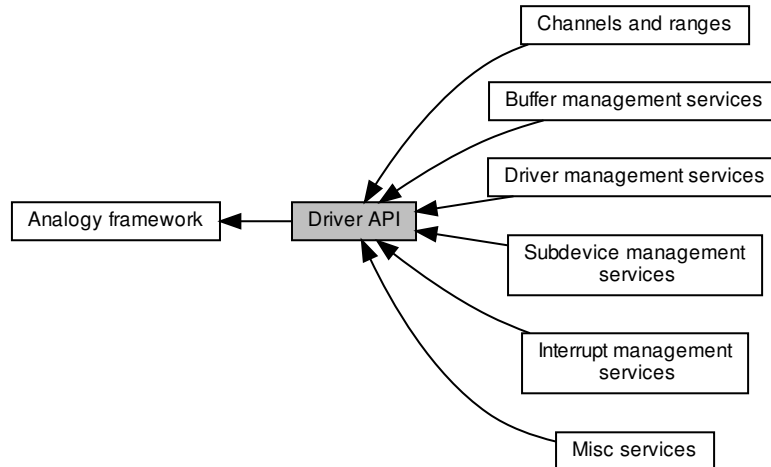 Channels and ranges
Buffer management services
Driver management services
Analogy framework
Driver API
Subdevice management
services
Interrupt management
services
Misc services